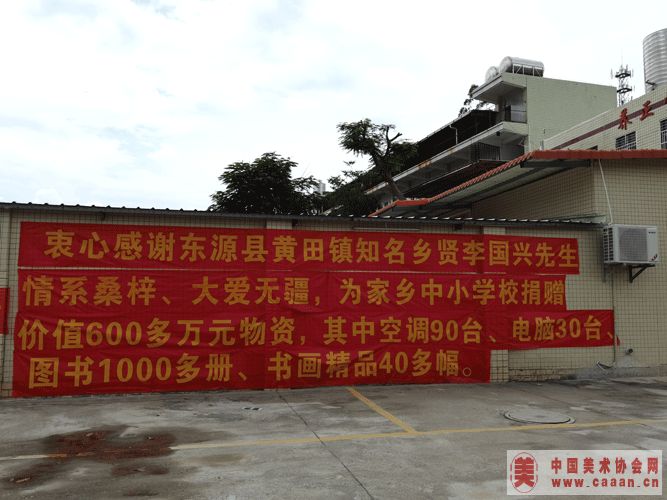 衷心感谢东源县黄田镇知名乡贤李国兴先生
情系桑梓、大爱无疆，为家乡中小学校捐赠
价值600多万元物资，其中空调90台、电脑30台、
图书1000多册、书画精品40多幅。
美
中国美术协会网
www.caaan.cn